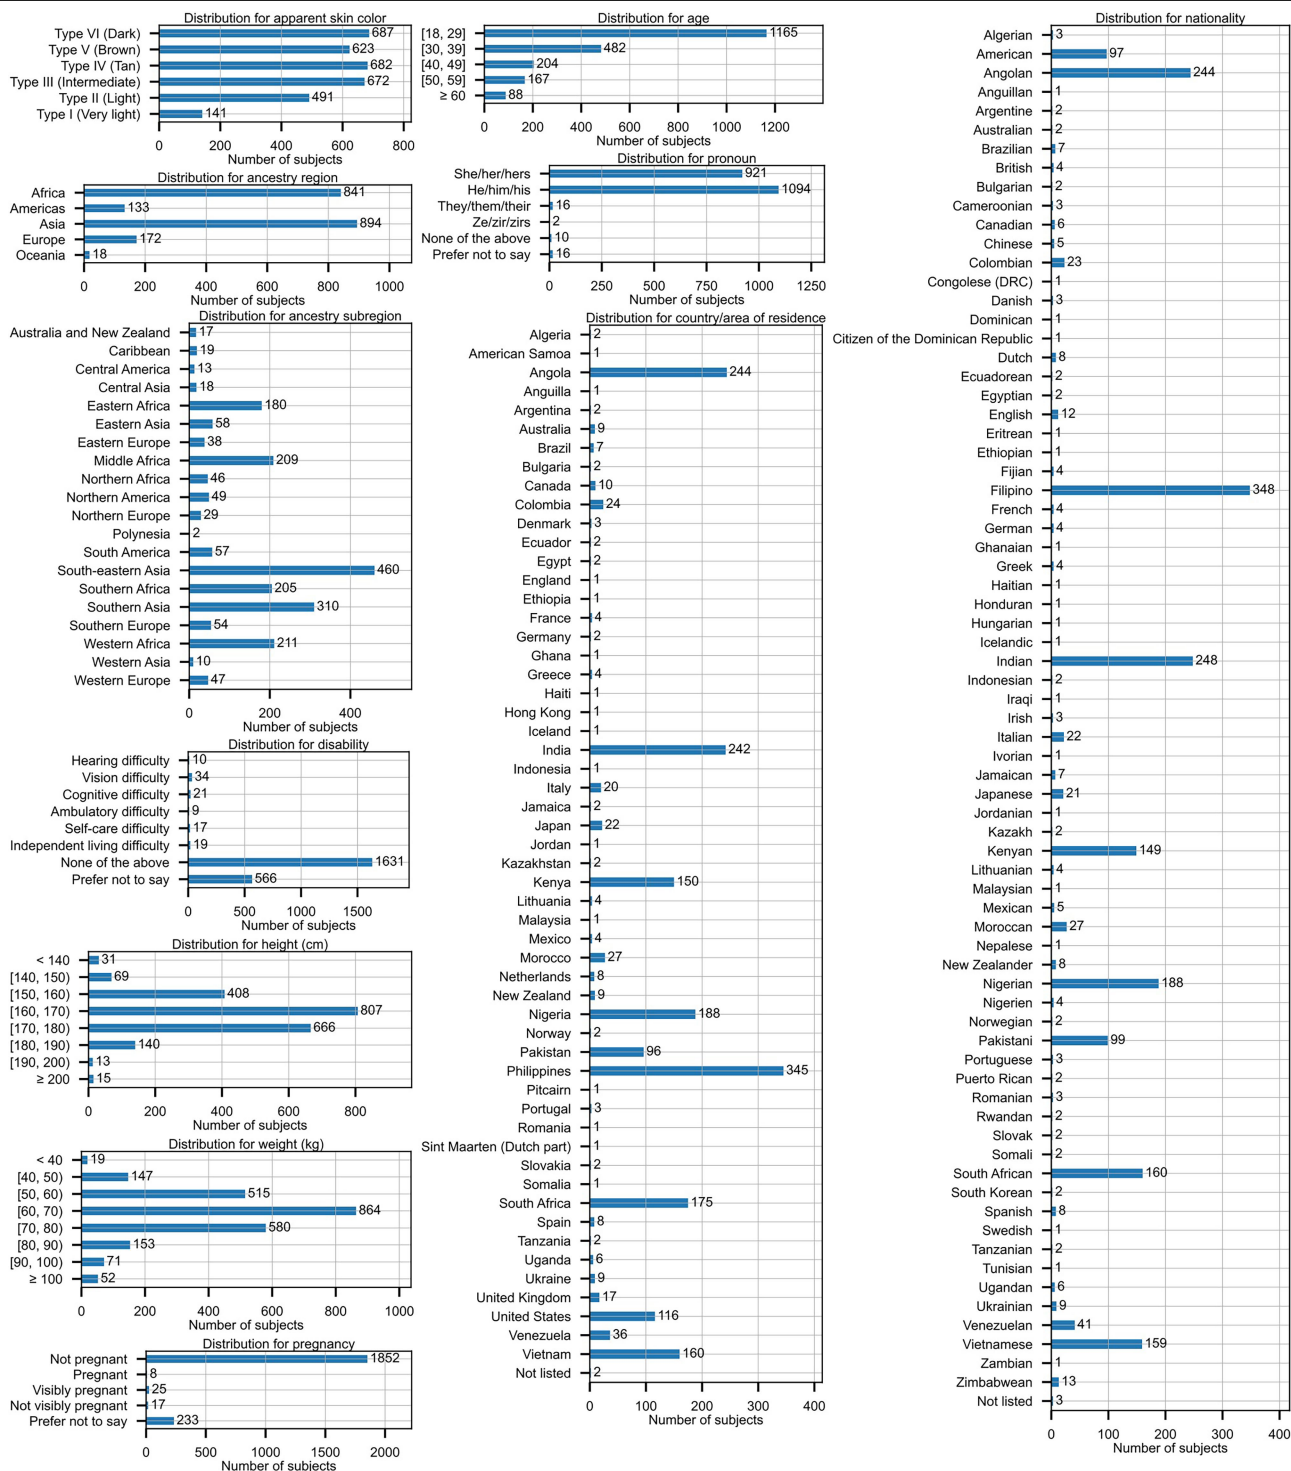 Distribution for apparent skin color
Type VI (Dark) 687
Type V (Brown) 623
Type IV (Tan) 682
Type III (Intermediate) 672
Type II (Light) 491
Type I (Very light) 141
0 200 400 600 800
Number of subjects
Distribution for ancestry region
Africa 841
Americas 133
Asia 894
Europe 172
Oceania 18
0 200 400 600 800 1000
Number of subjects
Distribution for ancestry subregion
Australia and New Zealand 17
Caribbean 19
Central America 13
Central Asia 18
Eastern Africa 180
Eastern Asia 58
Eastern Europe 38
Middle Africa 209
Northern Africa 46
Northern America 49
Northern Europe 29
Polynesia 2
South America 57
South-eastern Asia 460
Southern Africa 205
Southern Asia 310
Southern Europe 54
Western Africa 211
Western Asia 10
Western Europe 47
0 200 400
Number of subjects
Distribution for disability
Hearing difficulty 10
Vision difficulty 34
Cognitive difficulty 21
Ambulatory difficulty 9
Self-care difficulty 17
Independent living difficulty 19
None of the above 1631
Prefer not to say 566
0 500 1000 1500
Number of subjects
Distribution for height (cm)
< 140 31
[140, 150) 69
[150, 160) 408
[160, 170) 807
[170, 180) 666
[180, 190) 140
[190, 200) 13
≥ 200 15
0 200 400 600 800
Number of subjects
Distribution for weight (kg)
< 40 19
[40, 50) 147
[50, 60) 515
[60, 70) 864
[70, 80) 580
[80, 90) 153
[90, 100) 71
≥ 100 52
0 200 400 600 800 1000
Number of subjects
Distribution for pregnancy
Not pregnant 1852
Pregnant 8
Visibly pregnant 25
Not visibly pregnant 17
Prefer not to say 233
0 500 1000 1500 2000
Number of subjects
Distribution for age
[18, 29] 1165
[30, 39] 482
[40, 49] 204
[50, 59] 167
≥ 60 88
0 200 400 600 800 1000 1200
Number of subjects
Distribution for pronoun
She/her/hers 921
He/him/his 1094
They/them/their 16
Ze/zir/zirs 2
None of the above 10
Prefer not to say 16
0 250 500 750 1000 1250
Number of subjects
Distribution for country/area of residence
Algeria 2
American Samoa 1
Angola 244
Anguilla 1
Argentina 2
Australia 9
Brazil 7
Bulgaria 2
Canada 10
Colombia 24
Denmark 3
Ecuador 2
Egypt 2
England 1
Ethiopia 1
France 4
Germany 2
Ghana 1
Greece 4
Haiti 1
Hong Kong 1
Iceland 1
India 242
Indonesia 1
Italy 20
Jamaica 2
Japan 22
Jordan 1
Kazakhstan 2
Kenya 150
Lithuania 4
Malaysia 1
Mexico 4
Morocco 27
Netherlands 8
New Zealand 9
Nigeria 188
Norway 2
Pakistan 96
Philippines 345
Pitcairn 1
Portugal 3
Romania 1
Sint Maarten (Dutch part) 1
Slovakia 2
Somalia 1
South Africa 175
Spain 8
Tanzania 2
Uganda 6
Ukraine 9
United Kingdom 17
United States 116
Venezuela 36
Vietnam 160
Not listed 2
0 100 200 300 400
Number of subjects
Distribution for nationality
Algerian 3
American 97
Angolan 244
Anguillan 1
Argentine 2
Australian 2
Brazilian 7
British 4
Bulgarian 2
Cameroonian 3
Canadian 6
Chinese 5
Colombian 23
Congolese (DRC) 1
Danish 3
Dominican 1
Citizen of the Dominican Republic 1
Dutch 8
Ecuadorean 2
Egyptian 2
English 12
Eritrean 1
Ethiopian 1
Fijian 4
Filipino 348
French 4
German 4
Ghanaian 1
Greek 4
Haitian 1
Honduran 1
Hungarian 1
Icelandic 1
Indian 248
Indonesian 2
Iraqi 1
Irish 3
Italian 22
Ivorian 1
Jamaican 7
Japanese 21
Jordanian 1
Kazakh 2
Kenyan 149
Lithuanian 4
Malaysian 1
Mexican 5
Moroccan 27
Nepalese 1
New Zealander 8
Nigerian 188
Nigerien 4
Norwegian 2
Pakistani 99
Portuguese 3
Puerto Rican 2
Romanian 3
Rwandan 2
Slovak 2
Somali 2
South African 160
South Korean 2
Spanish 8
Swedish 1
Tanzanian 2
Tunisian 1
Ugandan 6
Ukrainian 9
Venezuelan 41
Vietnamese 159
Zambian 1
Zimbabwean 13
Not listed 3
0 100 200 300 400
Number of subjects